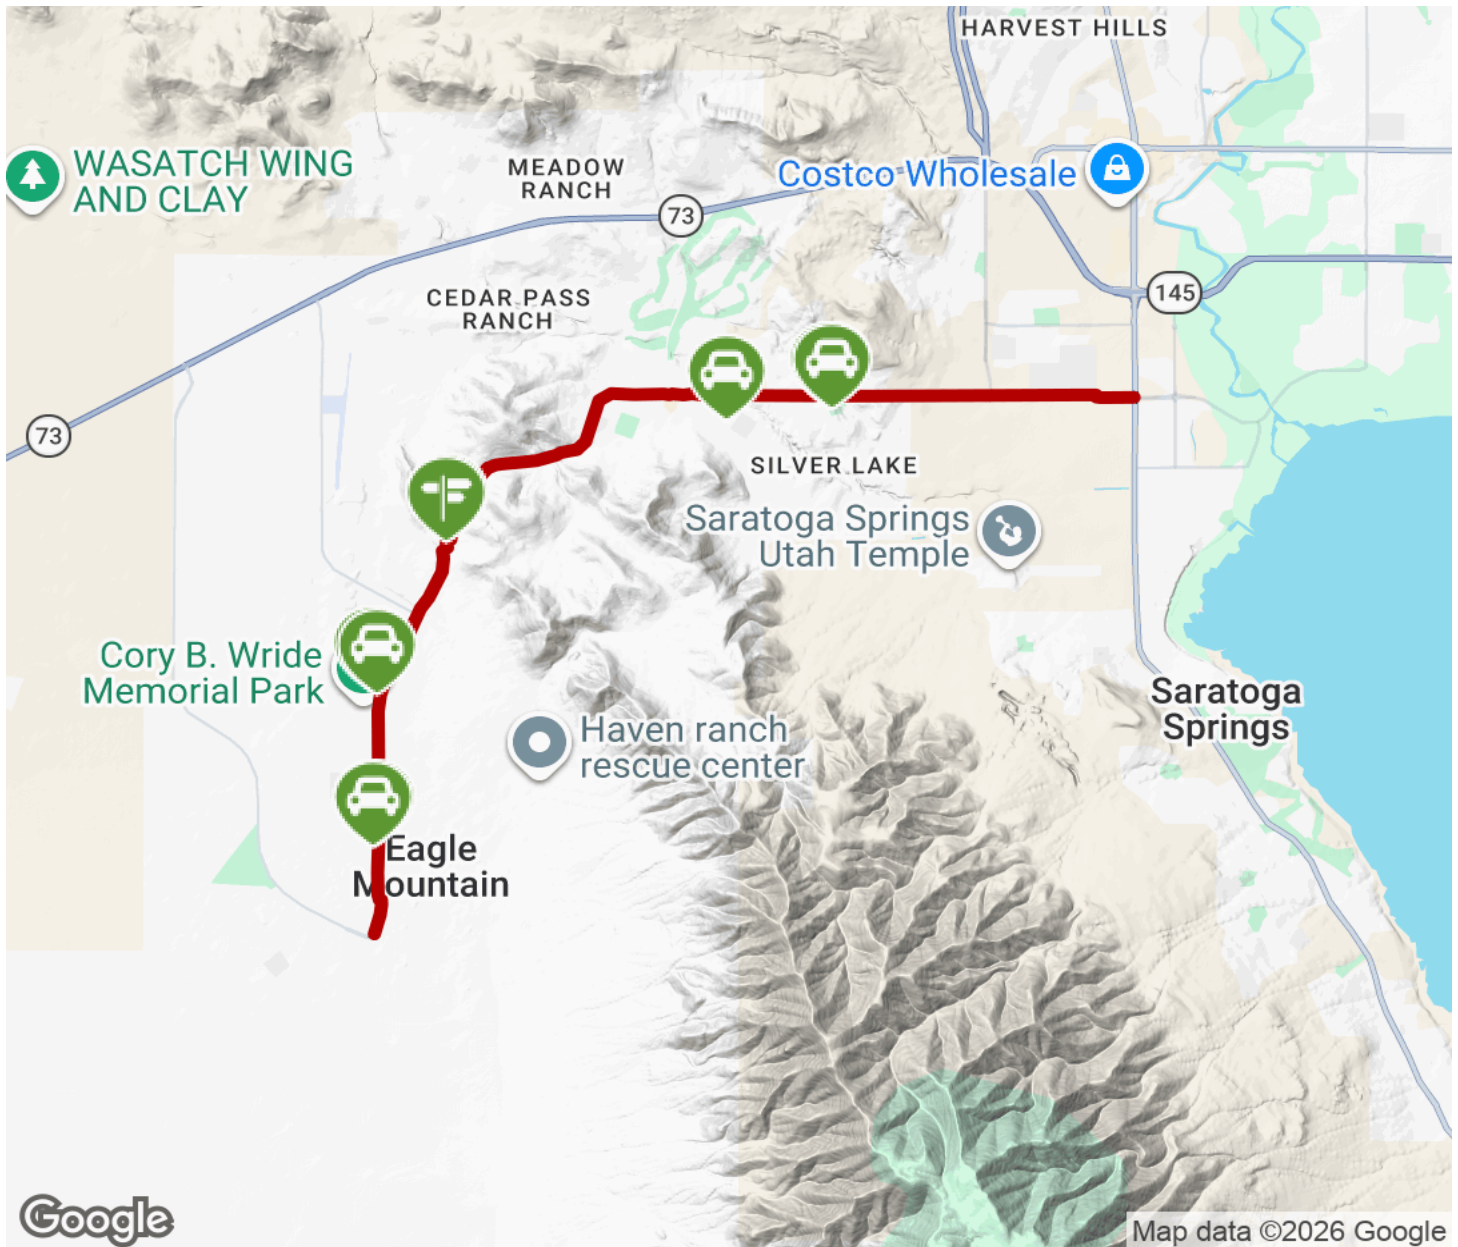 HARVEST HILLS
WASATCH WING
AND CLAY
MEADOW
RANCH
Costco Wholesale
73
CEDAR PASS
RANCH
145
73
SILVER LAKE
Saratoga Springs
Utah Temple
Cory B. Wride
Memorial Park
Saratoga
Springs
Haven ranch
rescue center
Eagle
Mountain
Google
Map data ©2026 Google